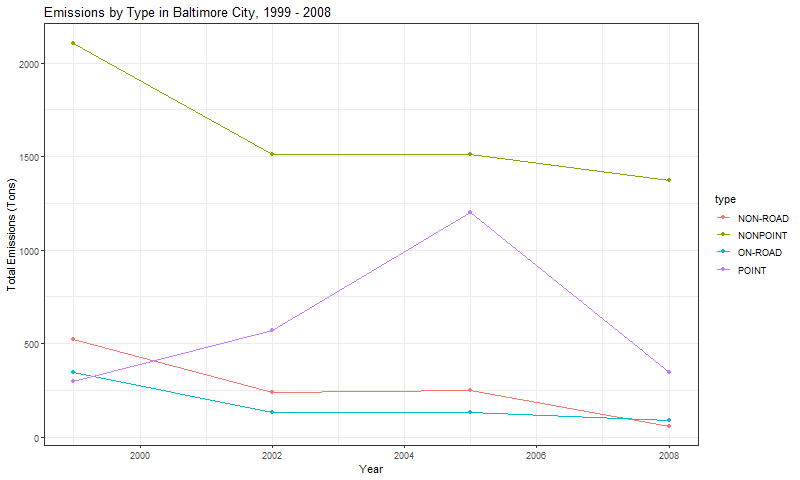 Emissions by Type in Baltimore City, 1999 - 2008
Total Emissions (Tons)
2000
1500
1000
500
0
2000 2002 2004 2006 2008
Year
type
NON-ROAD
NONPOINT
ON-ROAD
POINT